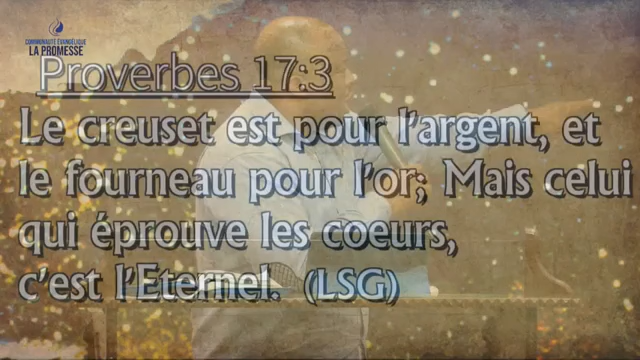 COMMUNAUTÉ EVANGÉLIQUE
LA PROMESSE
Proverbes 17:3
Le creuset est pour l'argent, et
le fourneau pour l'or; Mais celui
qui éprouve les coeurs,
c'est l'Eternel. (LSG)